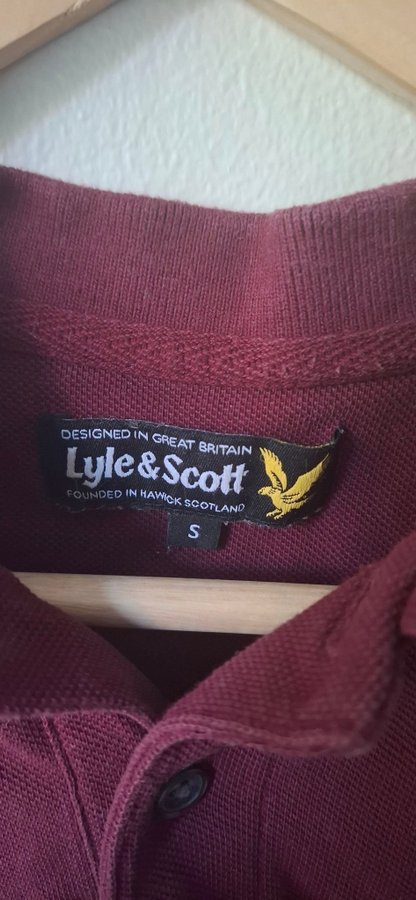 DESIGNED IN GREAT BRITAIN
Lyle & Scott
FOUNDED IN HAWICK SCOTLAND
S